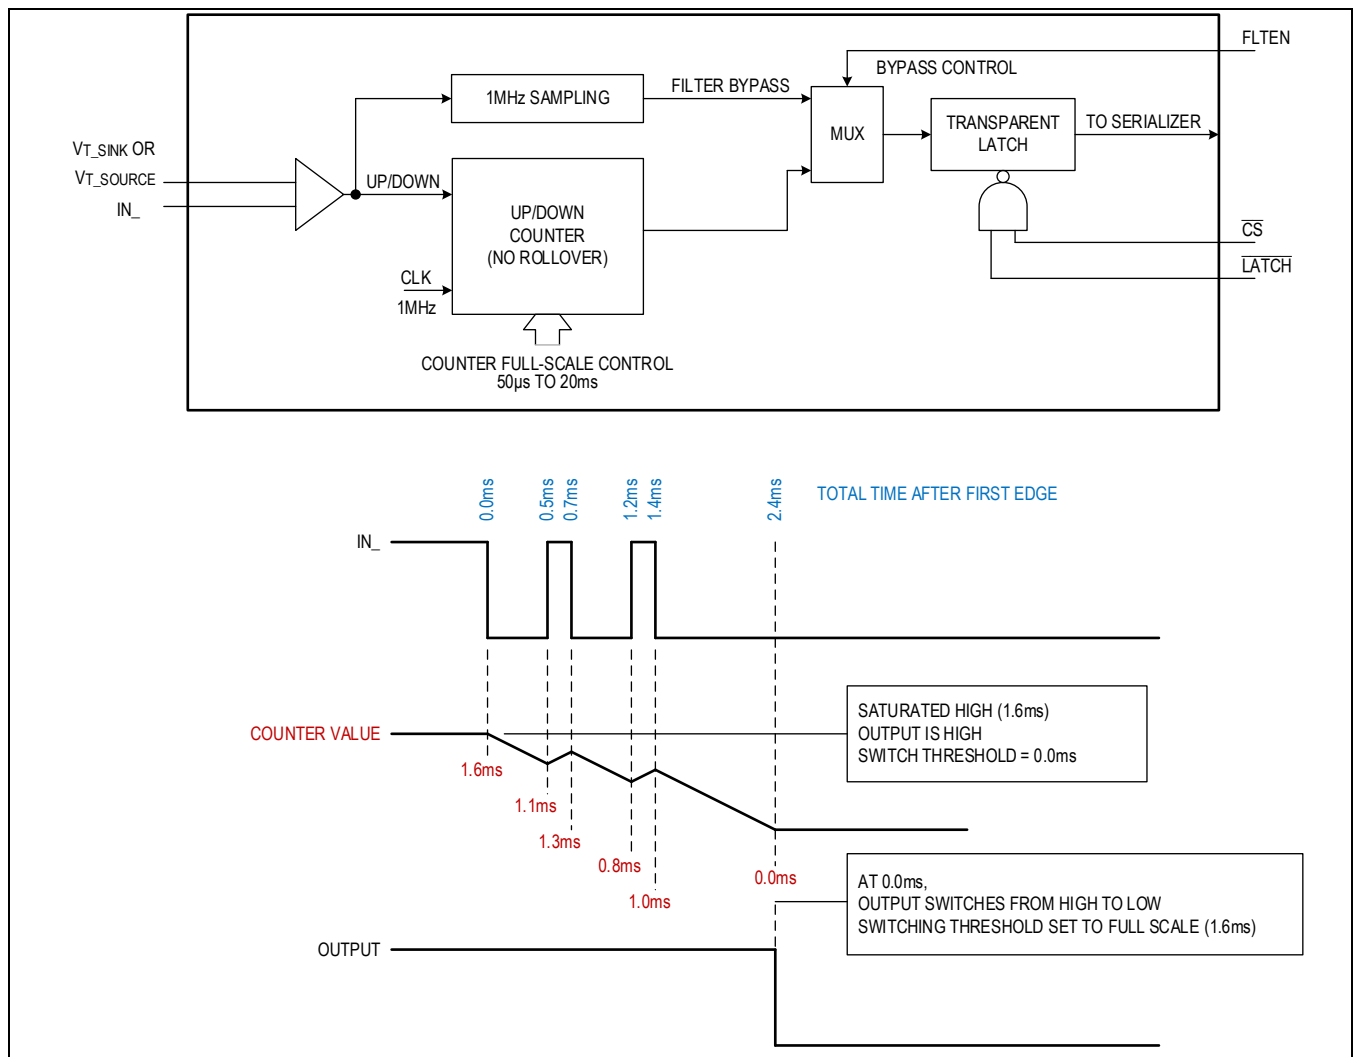 FLTEN
BYPASS CONTROL
1MHz SAMPLING
FILTER BYPASS
MUX
TRANSPARENT
LATCH
TO SERIALIZER
VT_SINK OR
VT_SOURCE
IN_
UP/DOWN
UP/DOWN
COUNTER
(NO ROLLOVER)
CLK
1MHz
CS
LATCH
COUNTER FULL-SCALE CONTROL
50µs TO 20ms
0.0ms
0.5ms
0.7ms
1.2ms
1.4ms
2.4ms
TOTAL TIME AFTER FIRST EDGE
IN_
COUNTER VALUE
SATURATED HIGH (1.6ms)
OUTPUT IS HIGH
SWITCH THRESHOLD = 0.0ms
1.6ms
1.1ms
1.3ms
0.8ms
1.0ms
0.0ms
AT 0.0ms,
OUTPUT SWITCHES FROM HIGH TO LOW
SWITCHING THRESHOLD SET TO FULL SCALE (1.6ms)
OUTPUT